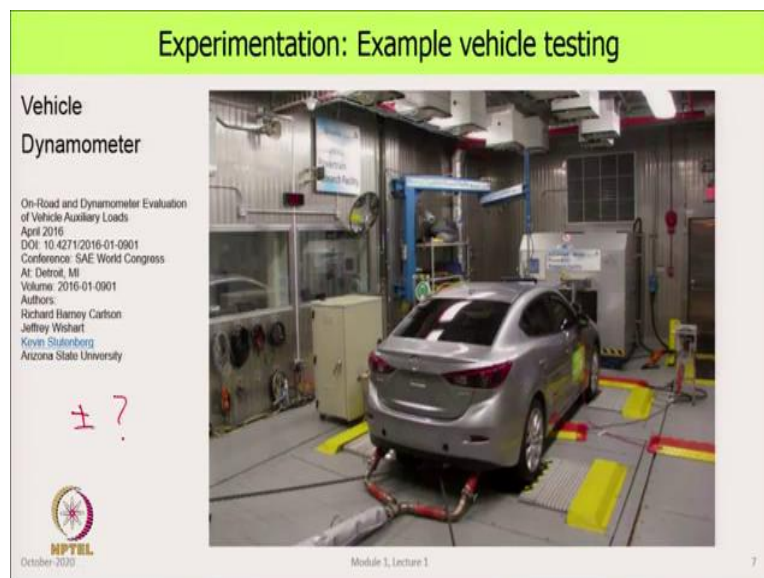 Experimentation: Example vehicle testing
Vehicle
Dynamometer
On-Road and Dynamometer Evaluation
of Vehicle Auxiliary Loads
April 2016
DOI: 10.4271/2016-01-0901
Conference: SAE World Congress
At: Detroit, MI
Volume: 2016-01-0901
Authors:
Richard Barney Carlson
Jeffrey Wishart
Kevin Stutenberg
Arizona State University
± ?
NPTEL
October-2020
Module 1, Lecture 1
7